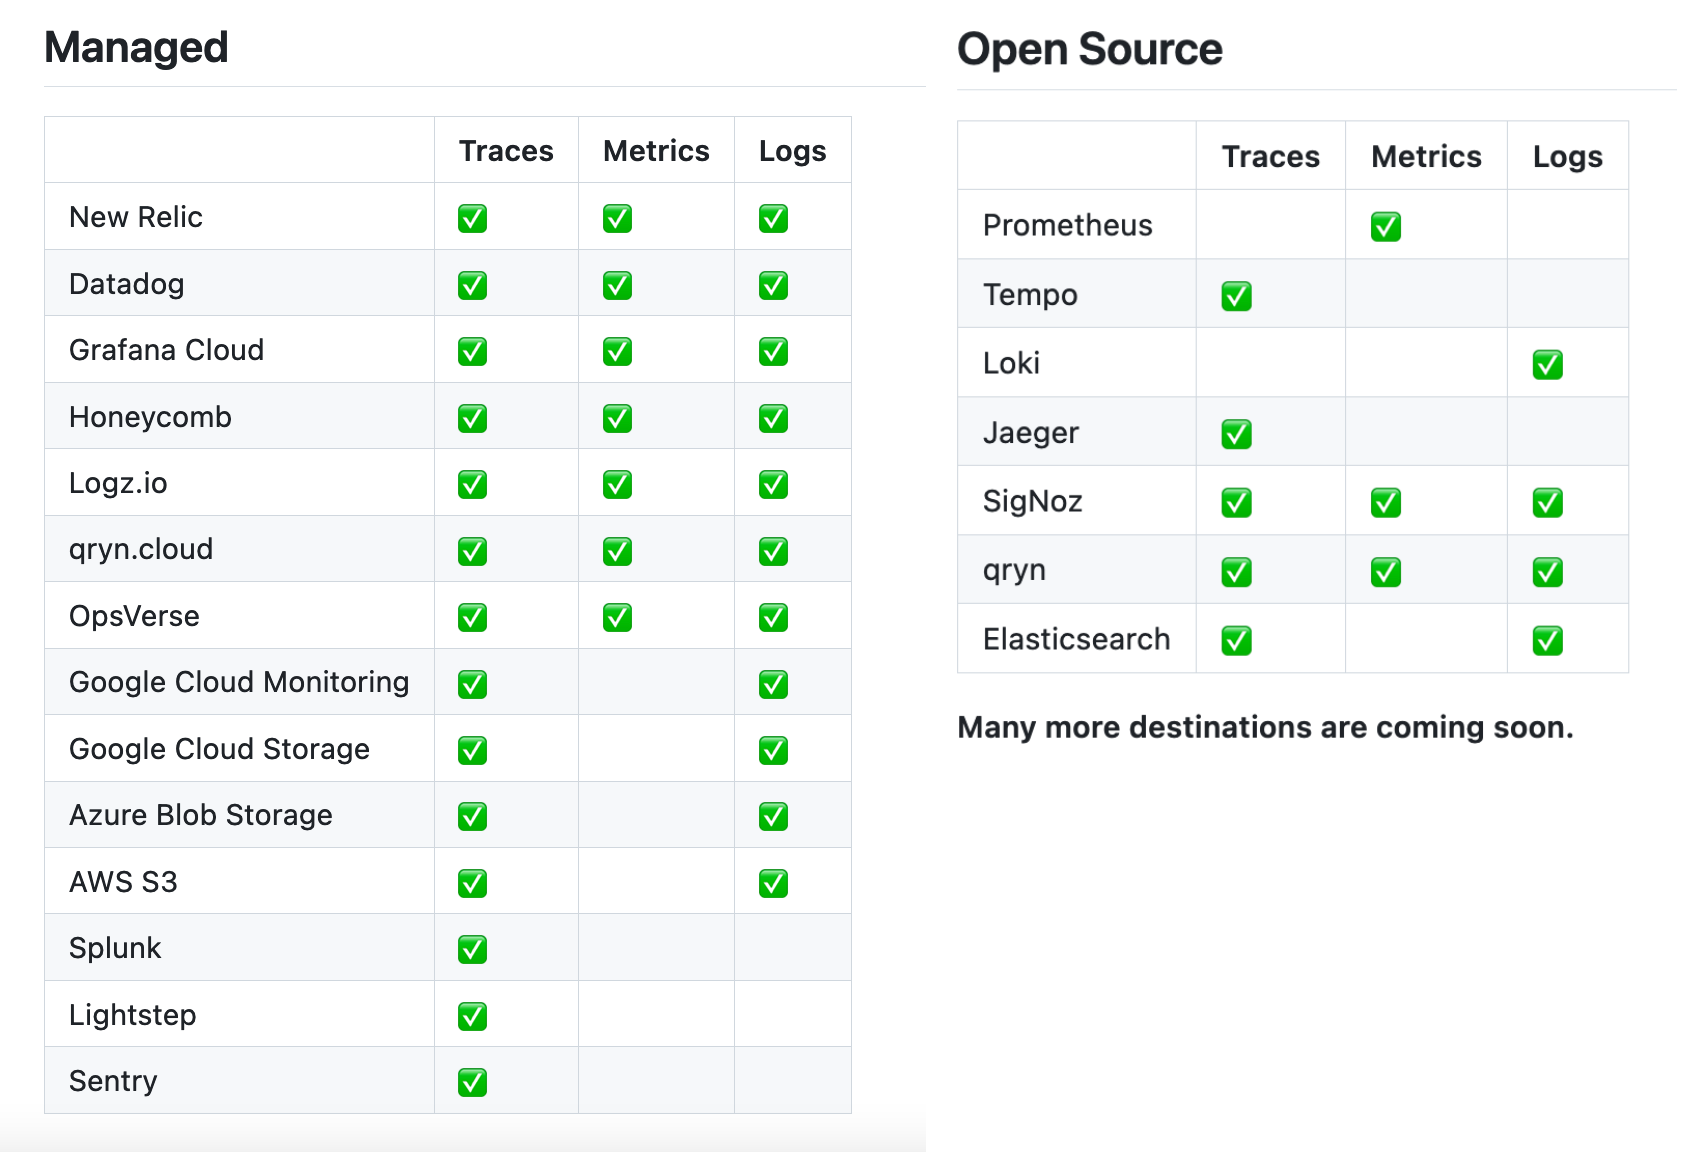 Managed
Traces Metrics Logs
New Relic ✅ ✅ ✅
Datadog ✅ ✅ ✅
Grafana Cloud ✅ ✅ ✅
Honeycomb ✅ ✅ ✅
Logz.io ✅ ✅ ✅
qryn.cloud ✅ ✅ ✅
OpsVerse ✅ ✅ ✅
Google Cloud Monitoring ✅ ✅
Google Cloud Storage ✅ ✅
Azure Blob Storage ✅ ✅
AWS S3 ✅ ✅
Splunk ✅
Lightstep ✅
Sentry ✅
Open Source
Traces Metrics Logs
Prometheus ✅
Tempo ✅
Loki ✅
Jaeger ✅
SigNoz ✅ ✅ ✅
qryn ✅ ✅ ✅
Elasticsearch ✅ ✅
Many more destinations are coming soon.